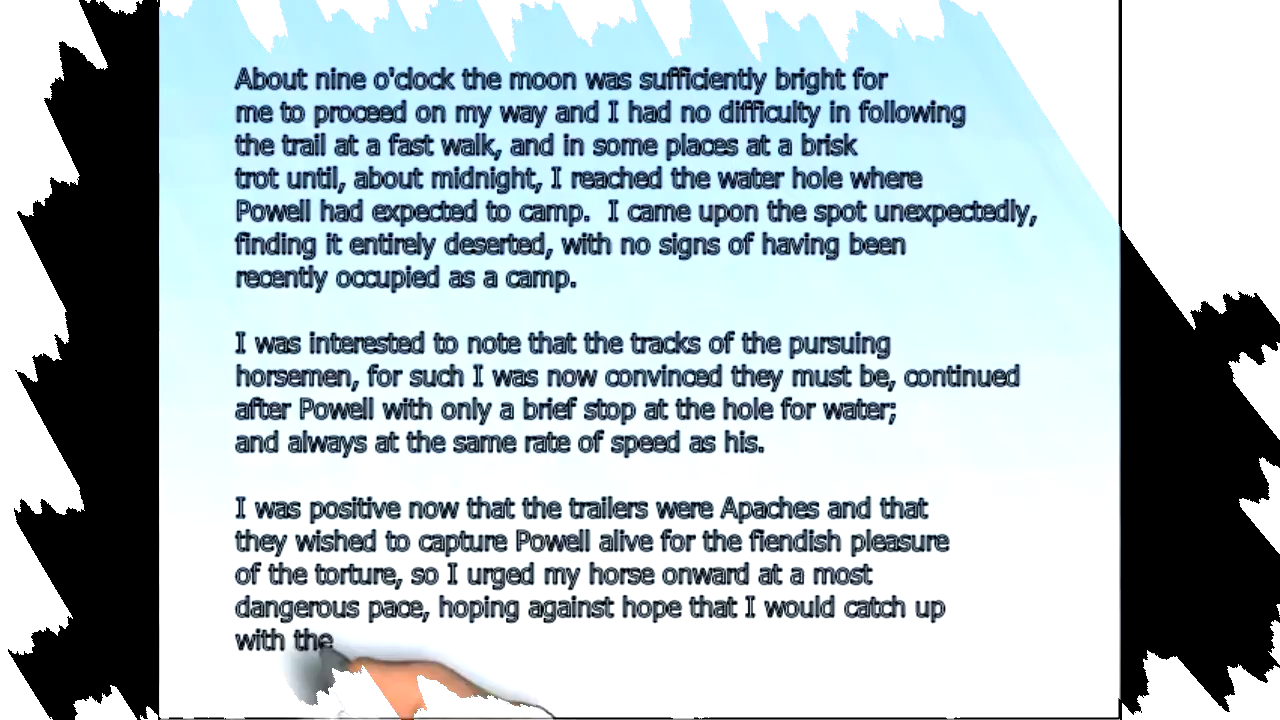 About nine o'clock the moon was sufficiently bright for
me to proceed on my way and I had no difficulty in following
the trail at a fast walk, and in some places at a brisk
trot until, about midnight, I reached the water hole where
Powell had expected to camp.  I came upon the spot unexpectedly,
finding it entirely deserted, with no signs of having been
recently occupied as a camp.

I was interested to note that the tracks of the pursuing
horsemen, for such I was now convinced they must be, continued
after Powell with only a brief stop at the hole for water;
and always at the same rate of speed as his.

I was positive now that the trailers were Apaches and that
they wished to capture Powell alive for the fiendish pleasure
of the torture, so I urged my horse onward at a most
dangerous pace, hoping against hope that I would catch up
with the